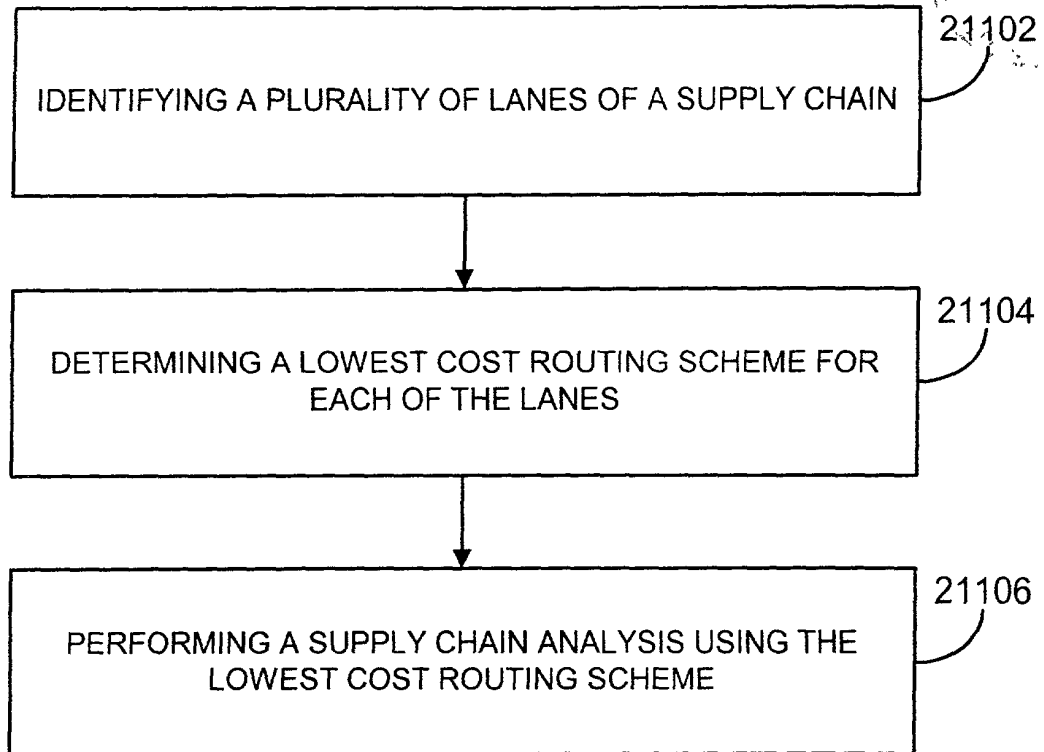 21102
IDENTIFYING A PLURALITY OF LANES OF A SUPPLY CHAIN
21104
DETERMINING A LOWEST COST ROUTING SCHEME FOR
EACH OF THE LANES
21106
PERFORMING A SUPPLY CHAIN ANALYSIS USING THE
LOWEST COST ROUTING SCHEME